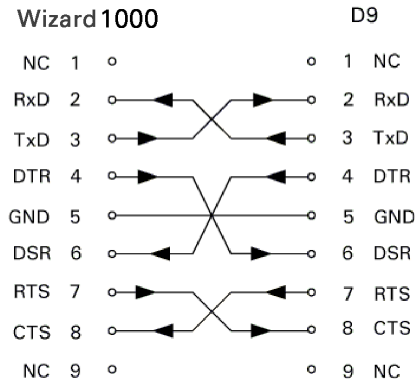 Wizard 1000 D9
NC 1 1 NC
RxD 2 2 RxD
TxD 3 3 TxD
DTR 4 4 DTR
GND 5 5 GND
DSR 6 6 DSR
RTS 7 7 RTS
CTS 8 8 CTS
NC 9 9 NC